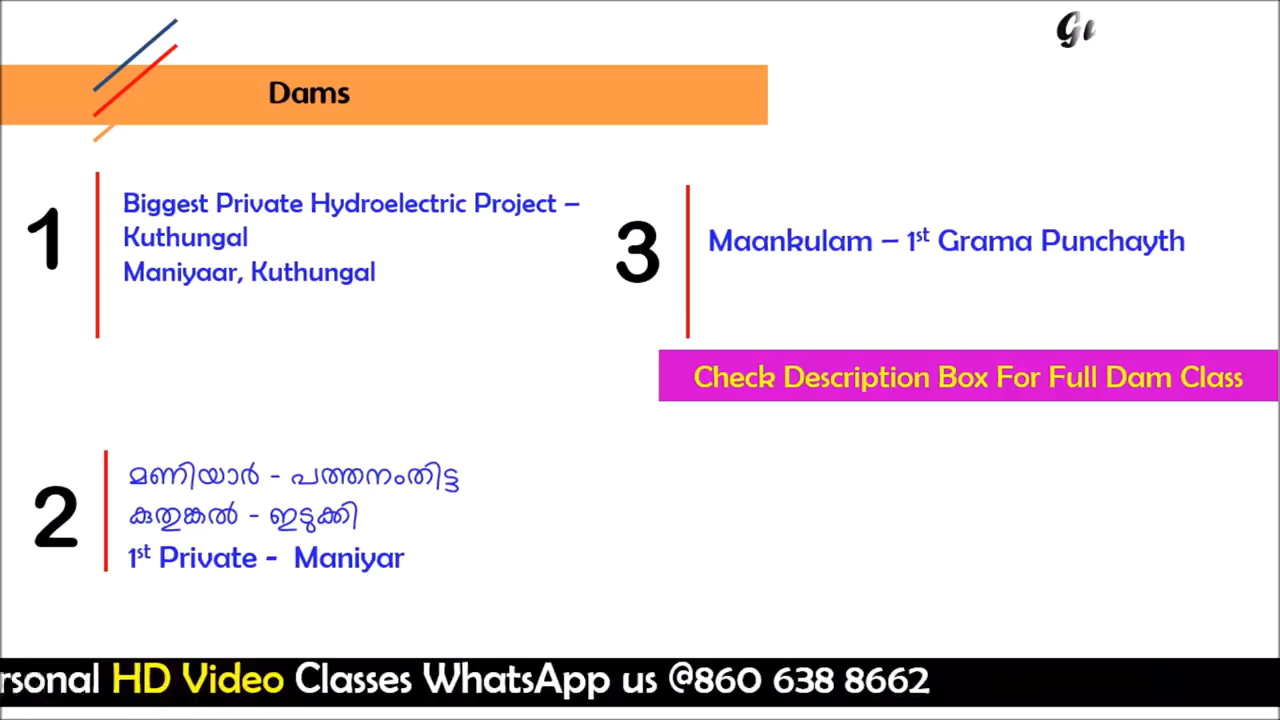 Dams
1
Biggest Private Hydroelectric Project –
Kuthungal
Maniyaar, Kuthungal
3
Maankulam – 1st Grama Punchayth
Check Description Box For Full Dam Class
2
മണിയാർ - പത്തനംതിട്ട
കുതുങ്കൽ - ഇടുക്കി
1st Private - Maniyar
rsonal HD Video Classes WhatsApp us @860 638 8662